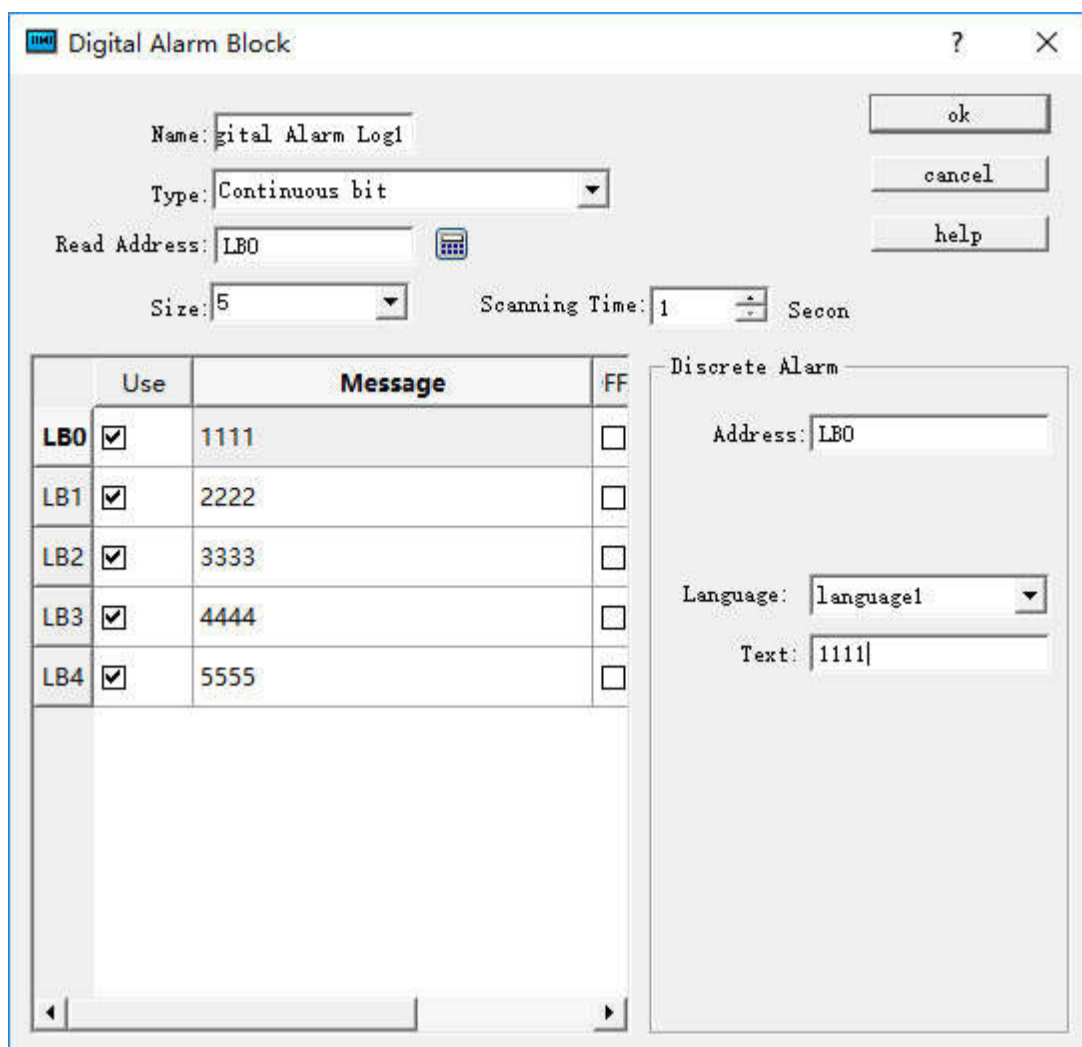 Digital Alarm Block ? ×
Name: gital Alarm Log1
ok
Type: Continuous bit
cancel
Read Address: LB0
help
Size: 5 Scanning Time: 1 Secon
Use Message FF
LB0 1111
LB1 2222
LB2 3333
LB3 4444
LB4 5555
Discrete Alarm
Address: LB0
Language: language1
Text: 1111